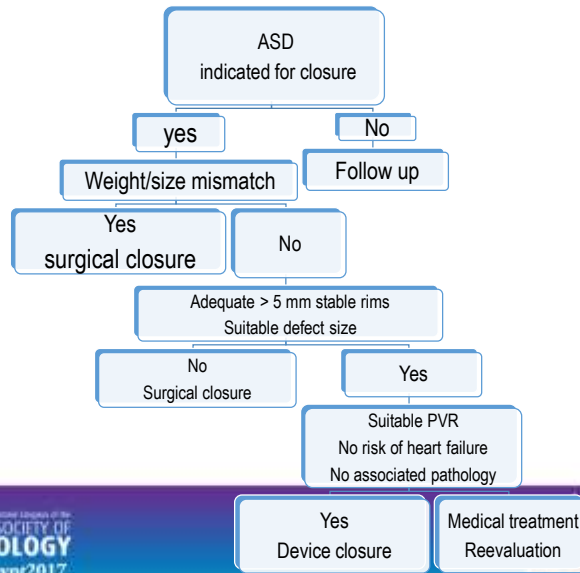 ASD
indicated for closure
yes
No
Weight/size mismatch
Follow up
Yes
surgical closure
No
Adequate > 5 mm stable rims
Suitable defect size
No
Surgical closure
Yes
Suitable PVR
No risk of heart failure
No associated pathology
SOCIETY OF
Yes
Device closure
Medical treatment
Reevaluation